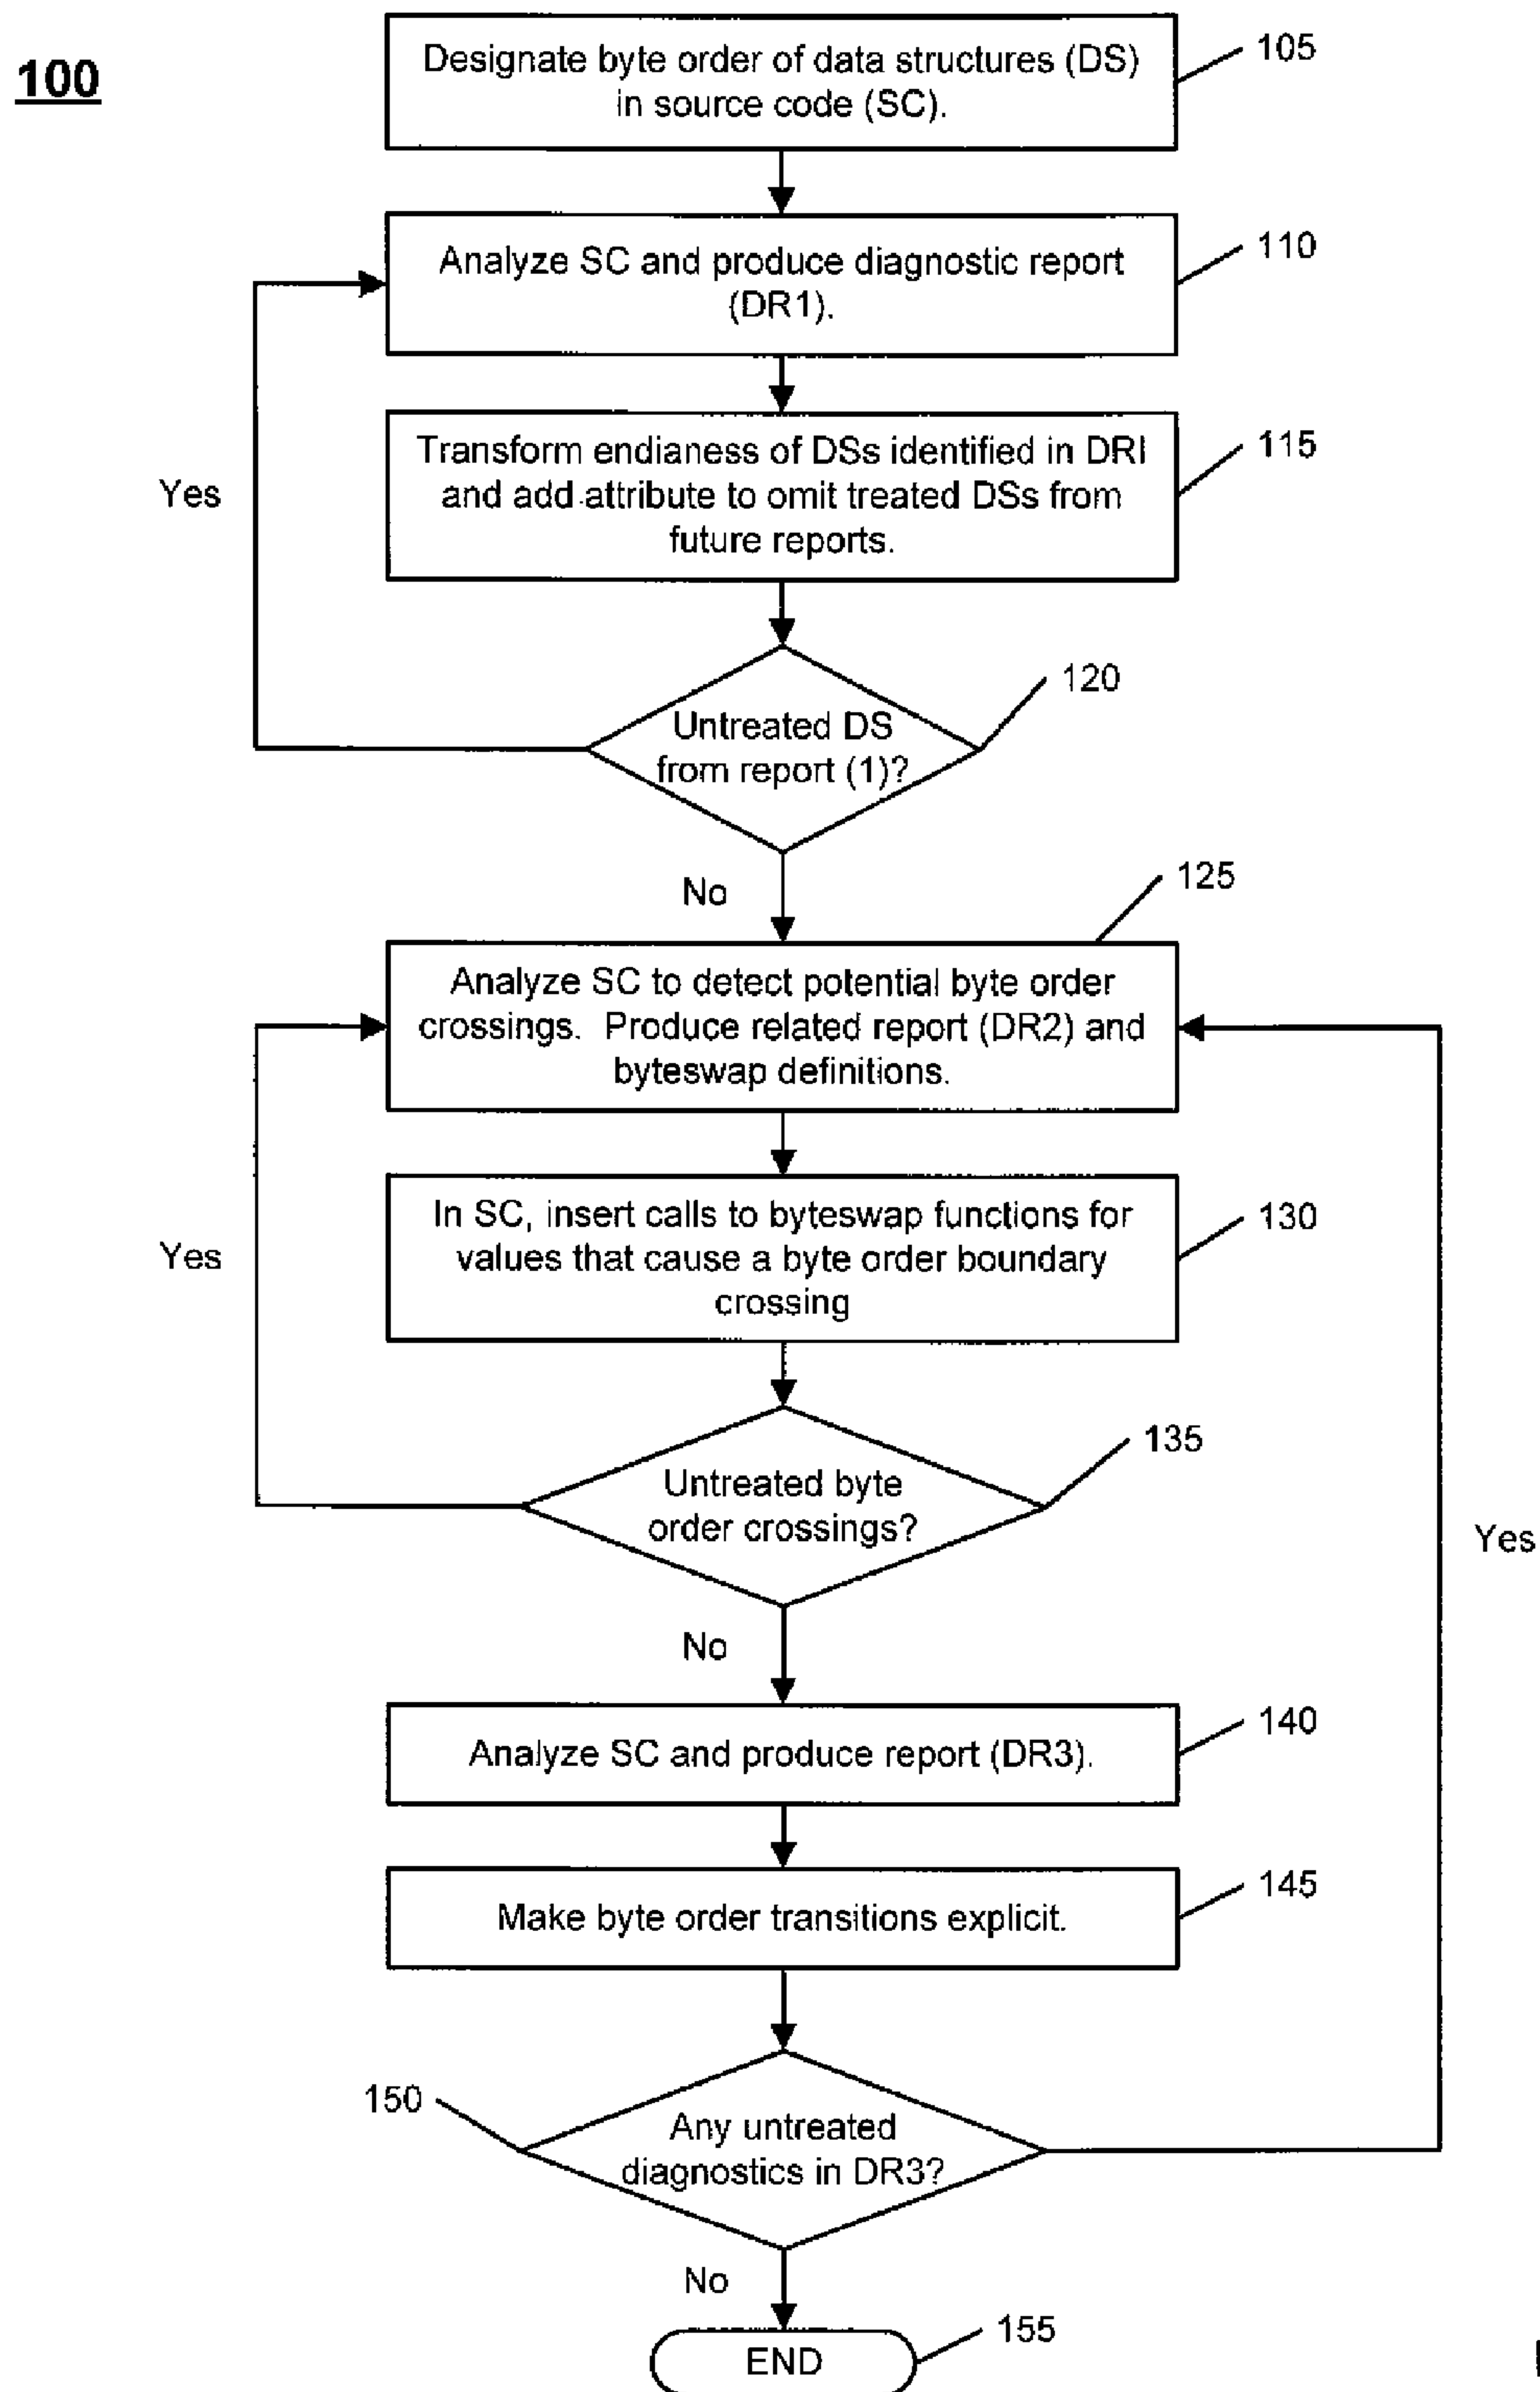 100
Designate byte order of data structures (DS)
in source code (SC).
105
Analyze SC and produce diagnostic report
(DR1).
110
Transform endianess of DSs identified in DRI
and add attribute to omit treated DSs from
future reports.
115
Yes
Untreated DS
from report (1)?
120
No
125
Analyze SC to detect potential byte order
crossings. Produce related report (DR2) and
byteswap definitions.
In SC, insert calls to byteswap functions for
values that cause a byte order boundary
crossing
130
Yes
Untreated byte
order crossings?
135
Yes
No
Analyze SC and produce report (DR3).
140
Make byte order transitions explicit.
145
150
Any untreated
diagnostics in DR3?
No
END
155